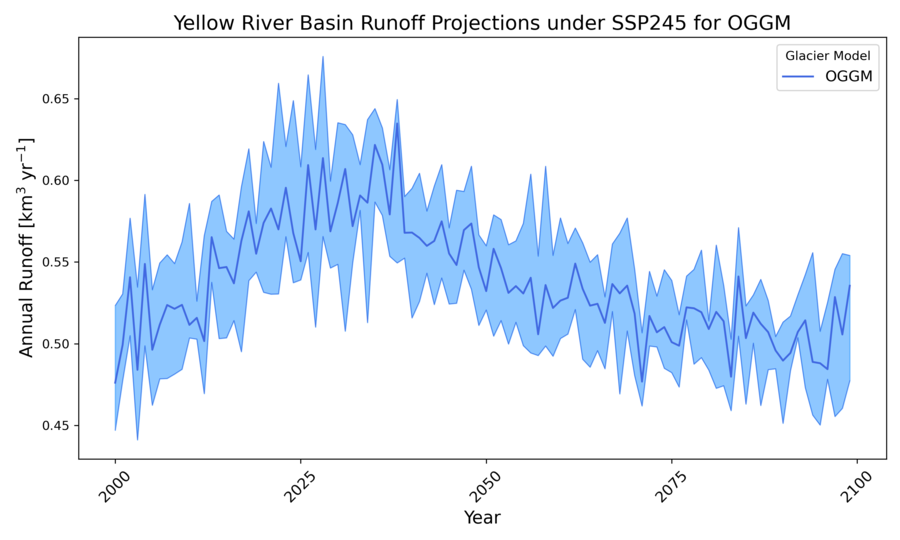 Yellow River Basin Runoff Projections under SSP245 for OGGM
Glacier Model
OGGM
Annual Runoff [km³ yr⁻¹]
0.65
0.60
0.55
0.50
0.45
2000
2025
2050
2075
2100
Year